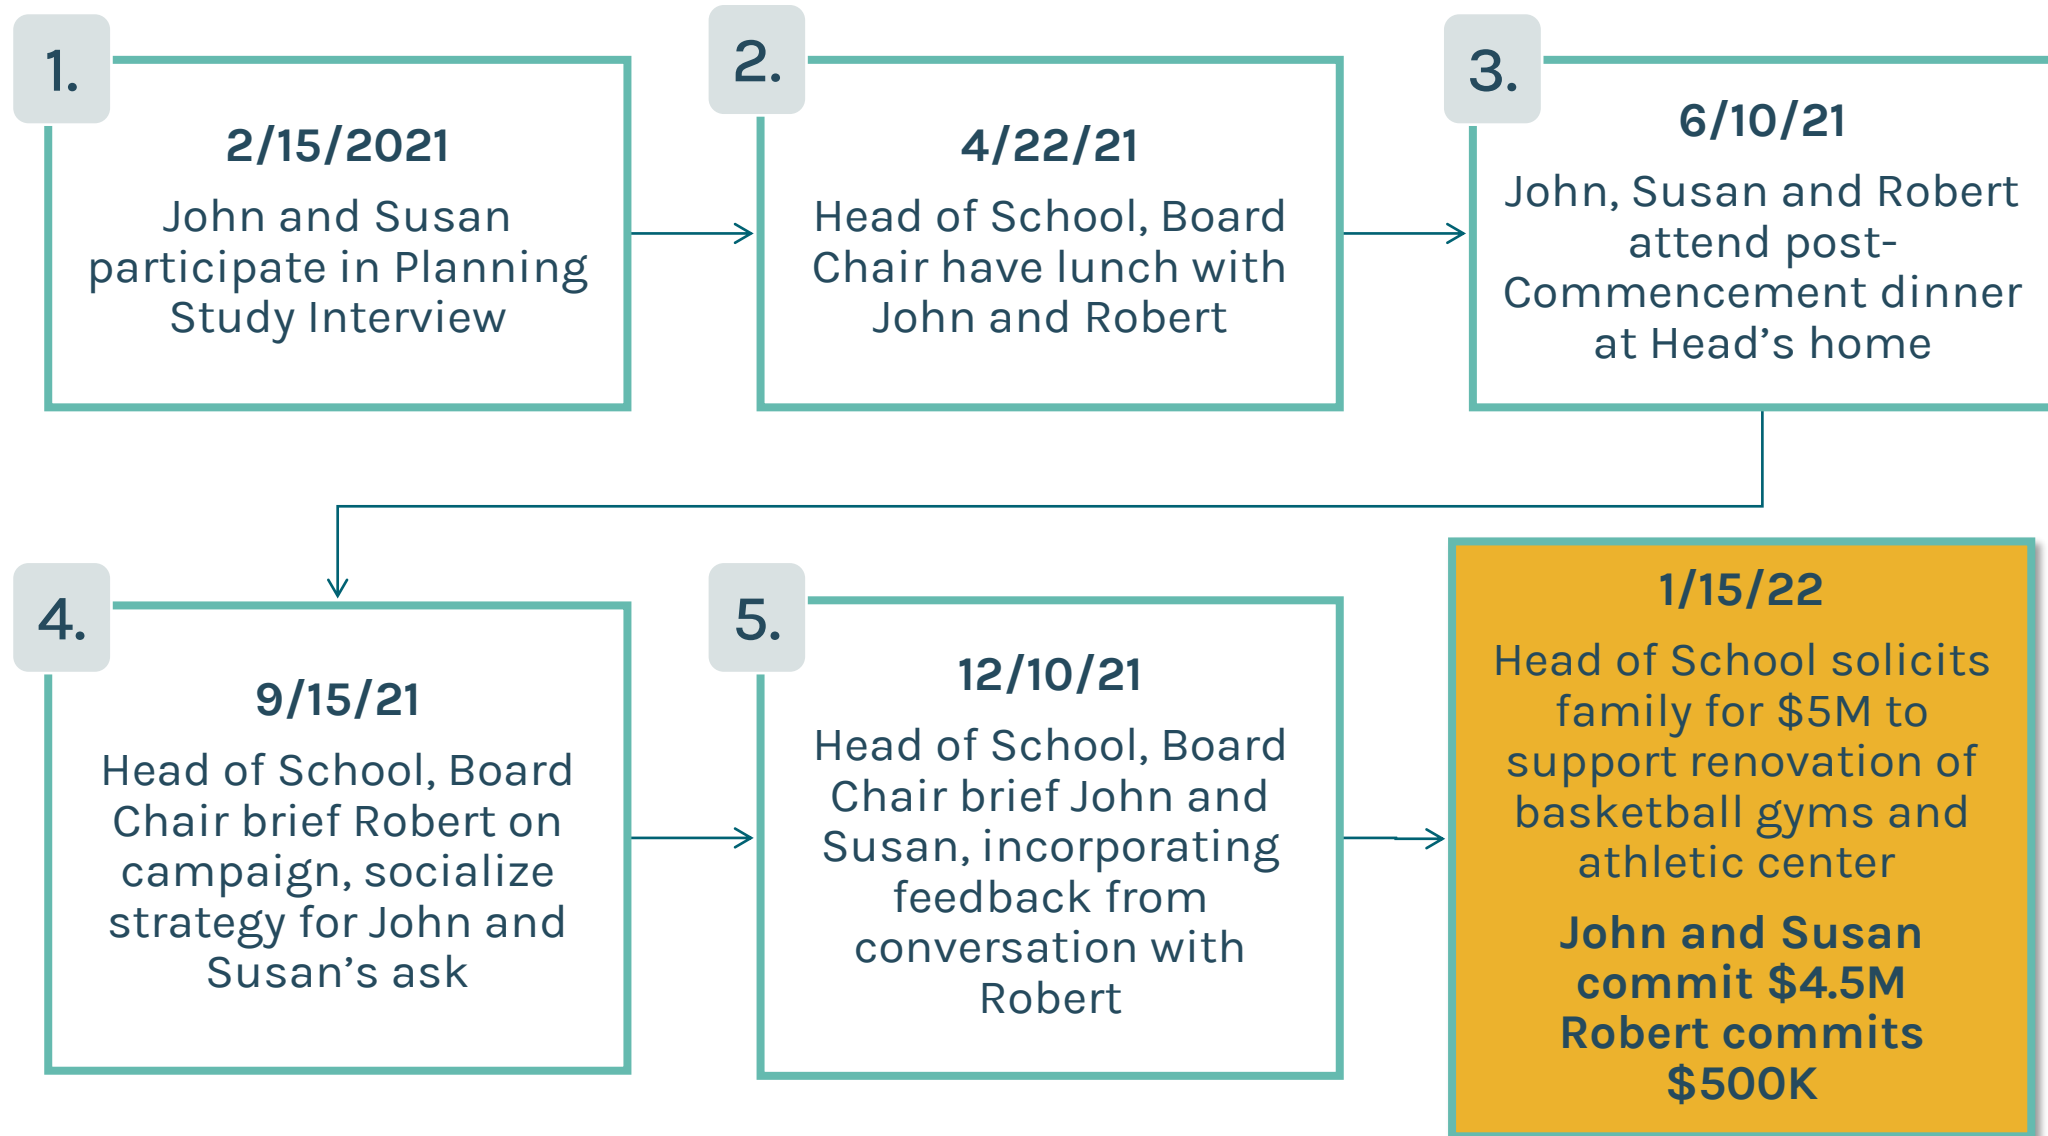 1.
2/15/2021
John and Susan
participate in Planning
Study Interview
2.
4/22/21
Head of School, Board
Chair have lunch with
John and Robert
3.
6/10/21
John, Susan and Robert
attend post-
Commencement dinner
at Head’s home
4.
9/15/21
Head of School, Board
Chair brief Robert on
campaign, socialize
strategy for John and
Susan’s ask
5.
12/10/21
Head of School, Board
Chair brief John and
Susan, incorporating
feedback from
conversation with
Robert
1/15/22
Head of School solicits
family for $5M to
support renovation of
basketball gyms and
athletic center
John and Susan
commit $4.5M
Robert commits
$500K